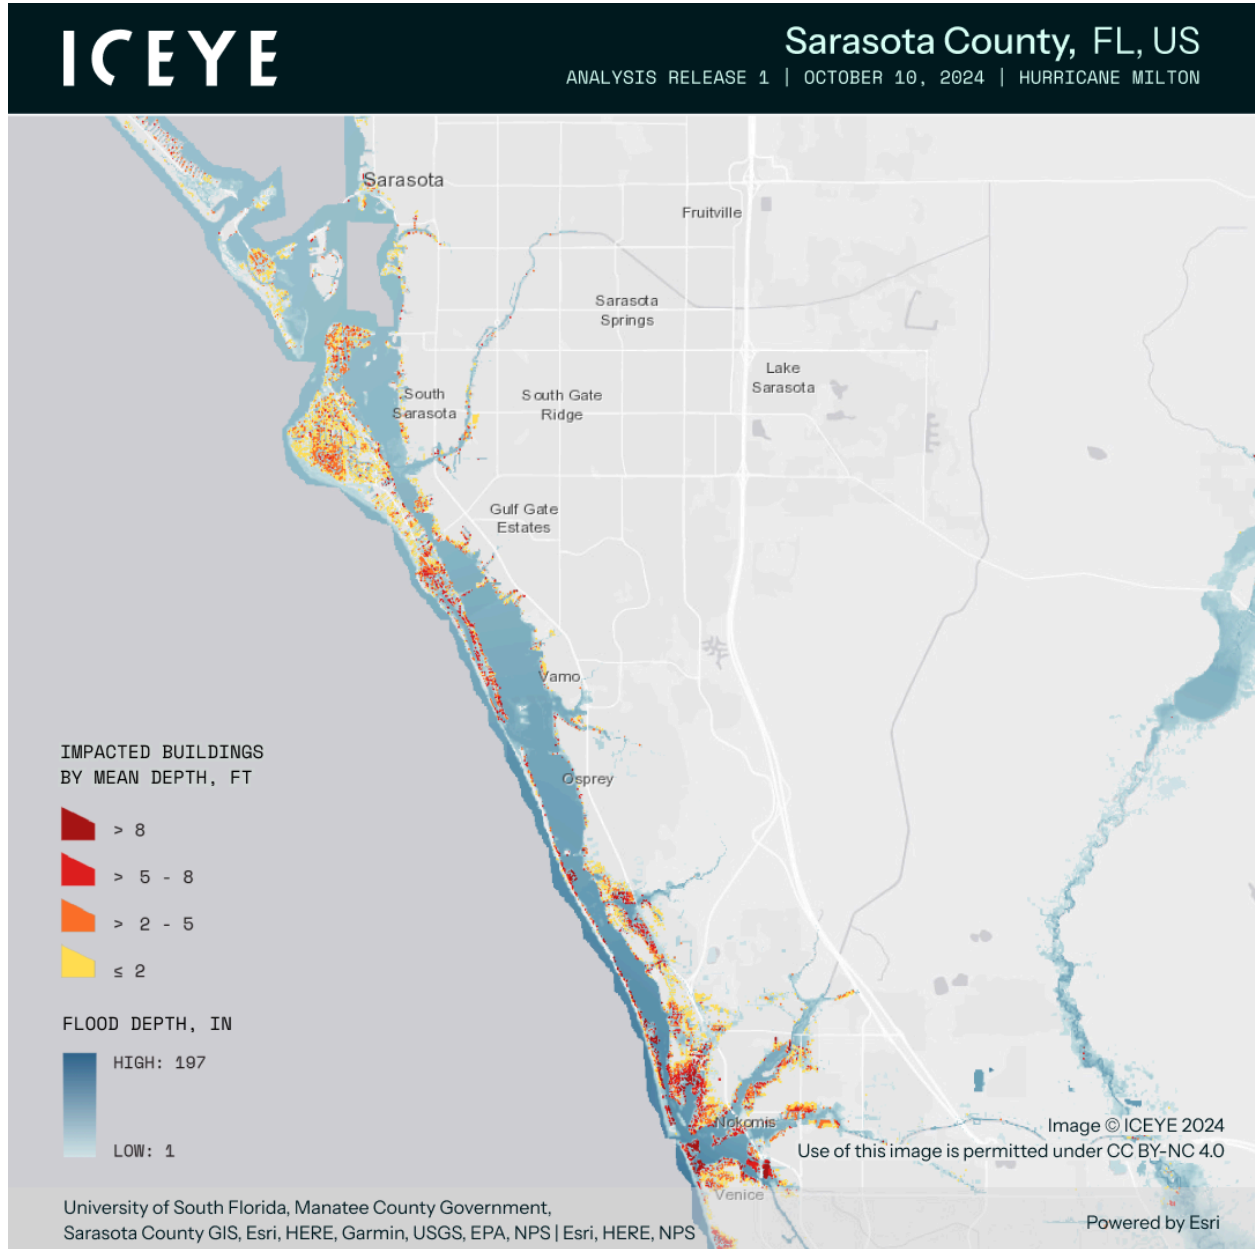 ICEYE
Sarasota County, FL, US
ANALYSIS RELEASE 1 | OCTOBER 10, 2024 | HURRICANE MILTON
Sarasota
Fruitville
Sarasota
Springs
Lake
Sarasota
South
Sarasota
South Gate
Ridge
Gulf Gate
Estates
Vamo
Osprey
IMPACTED BUILDINGS
BY MEAN DEPTH, FT
> 8
> 5 - 8
> 2 - 5
≤ 2
FLOOD DEPTH, IN
HIGH: 197
LOW: 1
Nokomis
Venice
Image © ICEYE 2024
Use of this image is permitted under CC BY-NC 4.0
University of South Florida, Manatee County Government,
Sarasota County GIS, Esri, HERE, Garmin, USGS, EPA, NPS | Esri, HERE, NPS
Powered by Esri